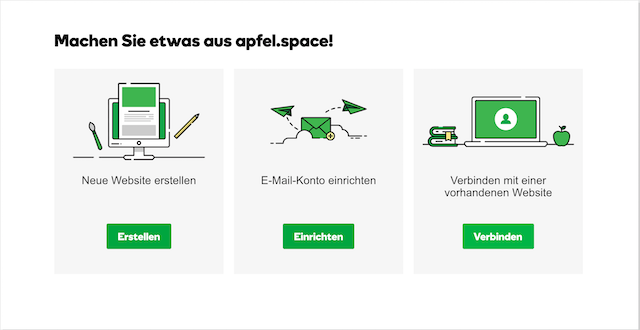 Machen Sie etwas aus apfel.space!
Neue Website erstellen
Erstellen
E-Mail-Konto einrichten
Einrichten
Verbinden mit einer
vorhandenen Website
Verbinden